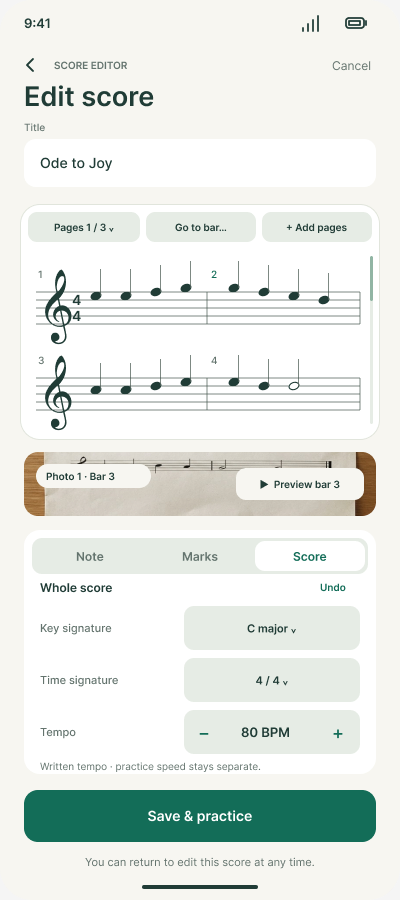 9:41
SCORE EDITOR
Cancel
Edit score
Title
Ode to Joy
Pages 1 / 3
Go to bar...
+ Add pages
1
2
4
4
3
4
Photo 1 · Bar 3
Preview bar 3
Note
Marks
Score
Whole score
Undo
Key signature
C major
Time signature
4 / 4
Tempo
− 80 BPM +
Written tempo · practice speed stays separate.
Save & practice
You can return to edit this score at any time.